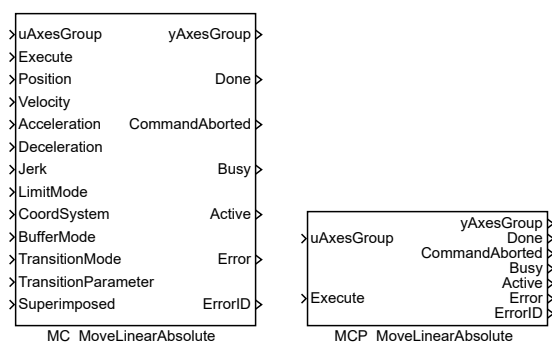 uAxesGroup yAxesGroup
Execute
Position Done
Velocity
Acceleration CommandAborted
Deceleration
Jerk Busy
LimitMode
CoordSystem Active
BufferMode
TransitionMode Error
TransitionParameter
Superimposed ErrorID
MC_MoveLinearAbsolute
yAxesGroup
uAxesGroup Done
CommandAborted
Busy
Active
Execute Error
ErrorID
MCP_MoveLinearAbsolute